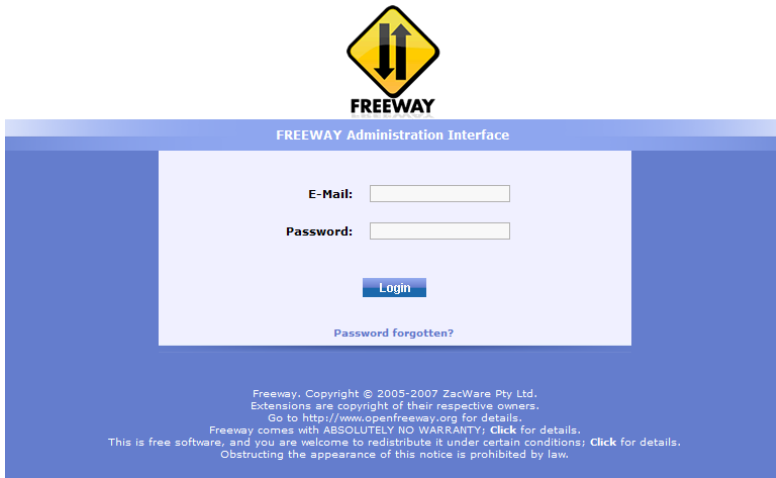 FREEWAY
FREEWAY Administration Interface
E-Mail:
Password:
Login
Password forgotten?
Freeway. Copyright © 2005-2007 ZacWare Pty Ltd.
Extensions are copyright of their respective owners.
Go to http://www.openfreeway.org for details.
Freeway comes with ABSOLUTELY NO WARRANTY; Click for details.
This is free software, and you are welcome to redistribute it under certain conditions; Click for details.
Obstructing the appearance of this notice is prohibited by law.